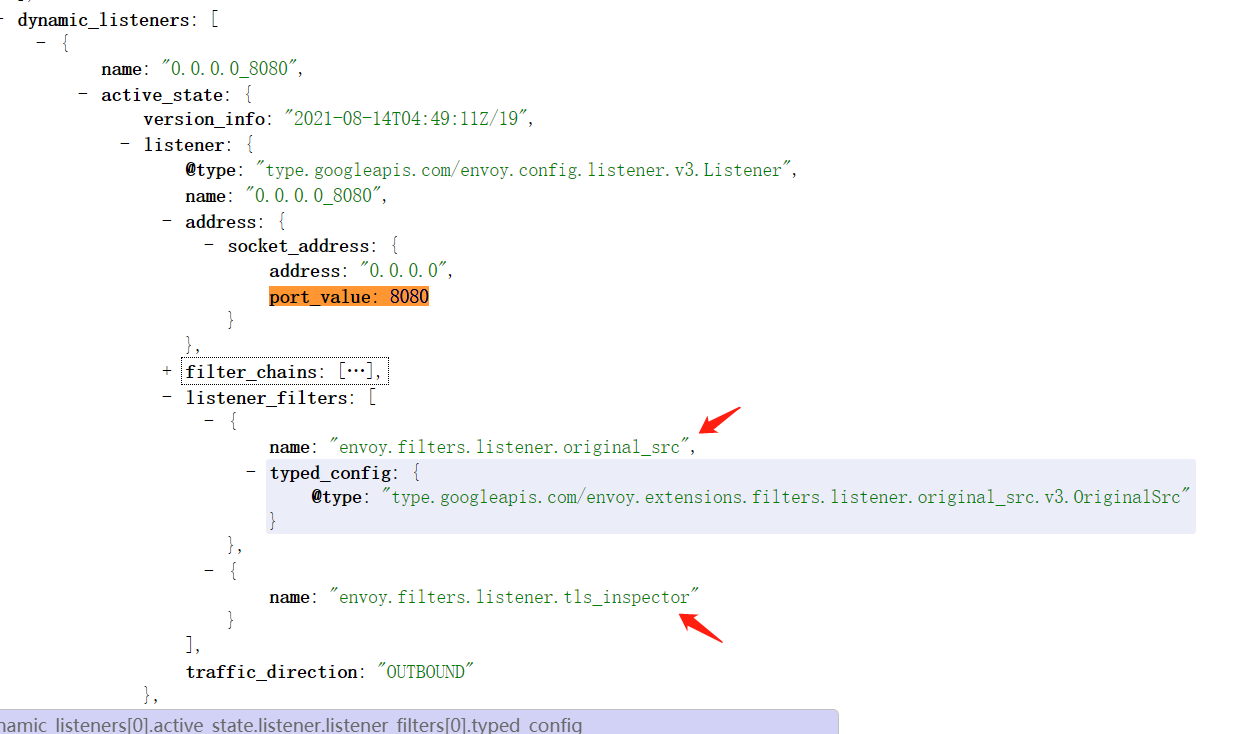 - dynamic_listeners: [
- {
name: "0.0.0.0_8080",
- active_state: {
version_info: "2021-08-14T04:49:11Z/19",
- listener: {
@type: "type.googleapis.com/envoy.config.listener.v3.Listener",
name: "0.0.0.0_8080",
- address: {
- socket_address: {
address: "0.0.0.0",
port_value: 8080
}
},
+ filter_chains: […],
- listener_filters: [
- {
name: "envoy.filters.listener.original_src",
- typed_config: {
@type: "type.googleapis.com/envoy.extensions.filters.listener.original_src.v3.OriginalSrc"
}
},
- {
name: "envoy.filters.listener.tls_inspector"
}
],
traffic_direction: "OUTBOUND"
},
namic_listeners[0].active_state.listener.listener_filters[0].typed_config